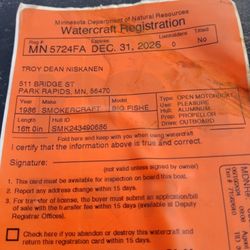 Minnesota Department of Natural Resources
Watercraft Registration
Reg # Expires Lienholders Titled
MN 5724FA DEC. 31, 2026 0 No
TROY DEAN NISKANEN
511 BRIDGE ST
PARK RAPIDS, MN, 56470
Year Make Model
1986 SMOKERCRAFT BIG FISHE
Length Hull ID
16ft 0in SMK243490686
Type: OPEN MOTORBOAT
Use: PLEASURE
Hull: ALUMINUM
Prop: PROPELLOR
Drive: OUTBOARD
Fold here and keep with you when using watercraft
I certify that the above information is true and correct.
Signature:
(not valid unless signed by owner)
1. This card must be available for inspection on board this boat.
2. Report any address change within 15 days.
3. For transfer of license, the buyer must submit an application/bill
of sale with the transfer fee within 15 days. (available at Deputy
Registrar Offices).
Check here if you abandon or destroy this watercraft and
return this registration card within 15 days.